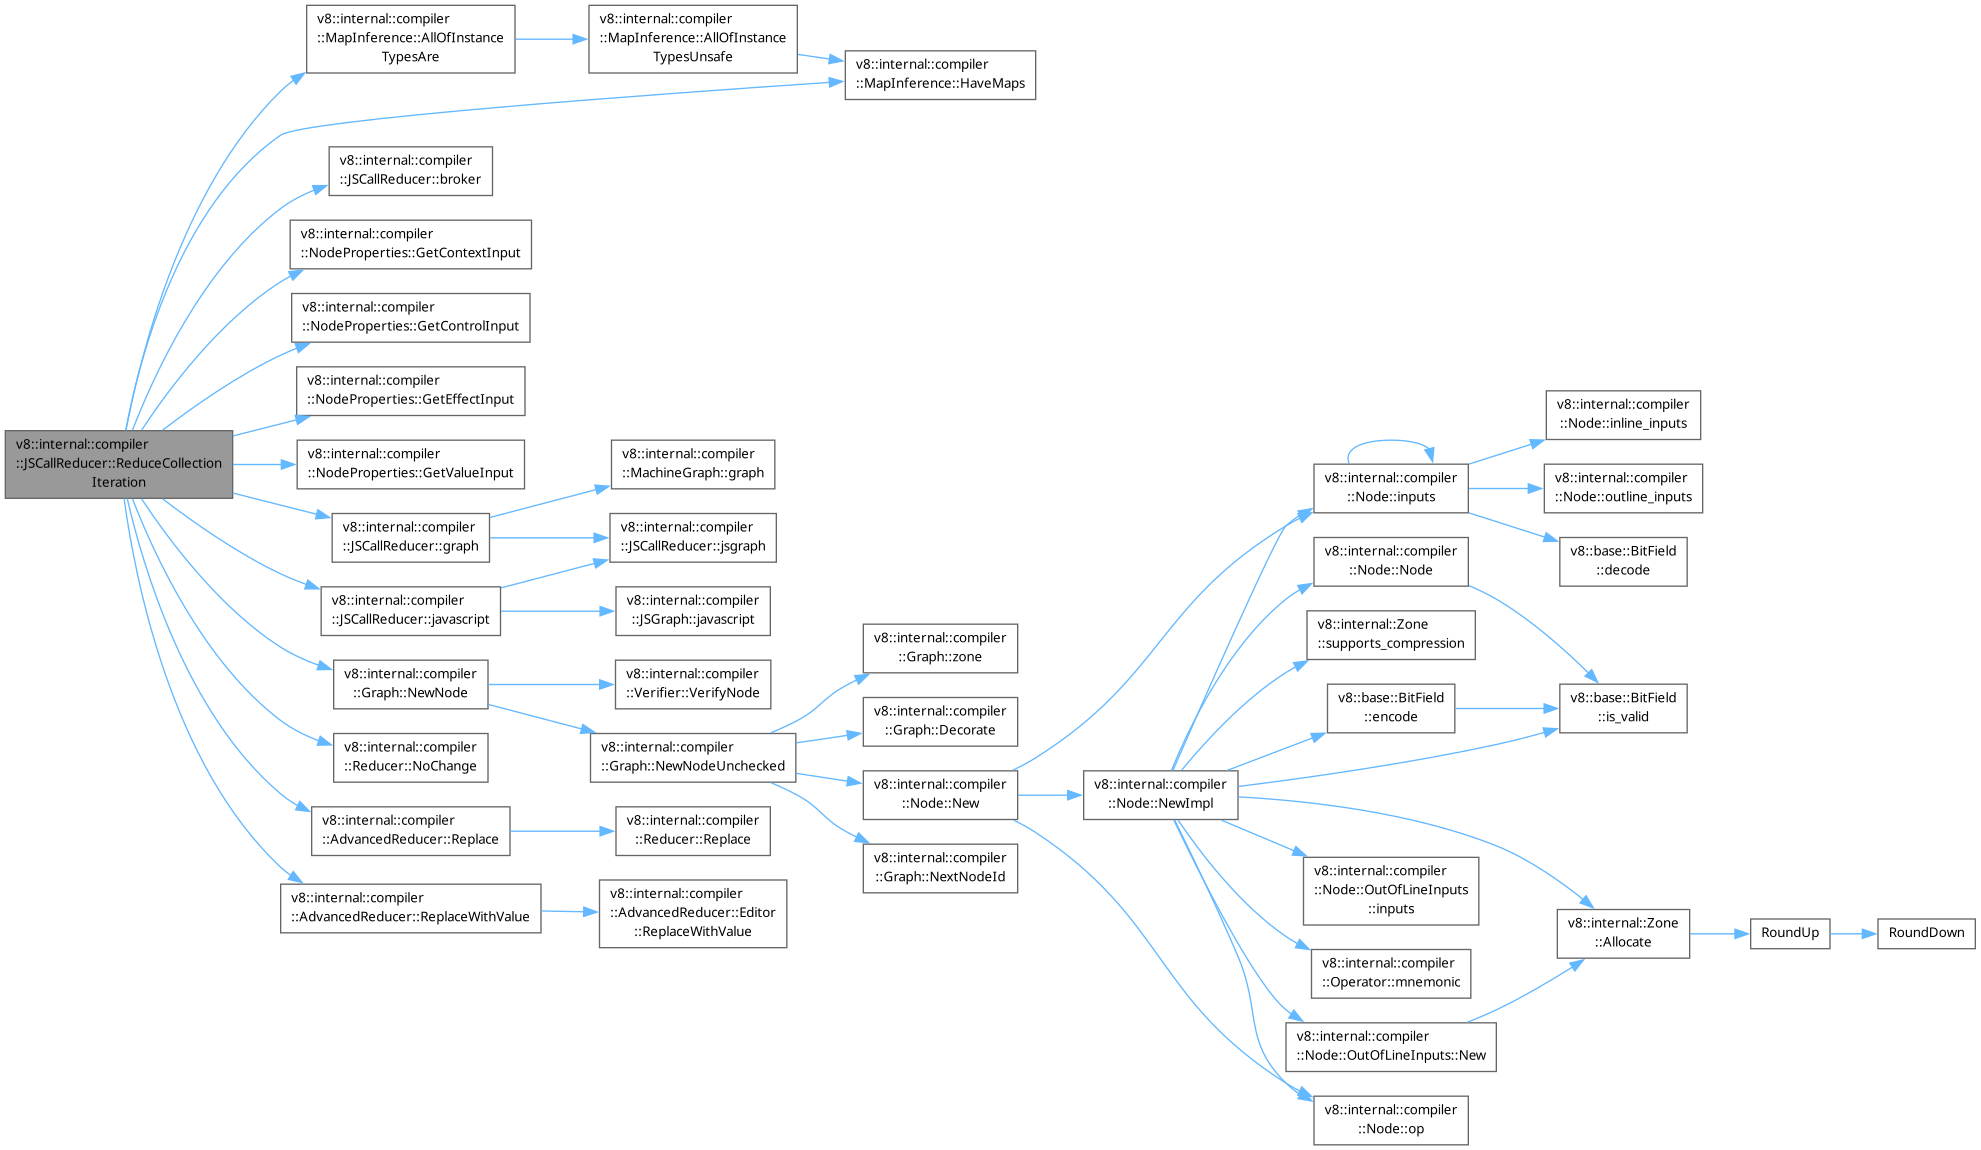 v8::internal::compiler
::JSCallReducer::ReduceCollection
Iteration
v8::internal::compiler
::MapInference::AllOfInstance
TypesAre
v8::internal::compiler
::MapInference::AllOfInstance
TypesUnsafe
v8::internal::compiler
::MapInference::HaveMaps
v8::internal::compiler
::JSCallReducer::broker
v8::internal::compiler
::NodeProperties::GetContextInput
v8::internal::compiler
::NodeProperties::GetControlInput
v8::internal::compiler
::NodeProperties::GetEffectInput
v8::internal::compiler
::NodeProperties::GetValueInput
v8::internal::compiler
::JSCallReducer::graph
v8::internal::compiler
::MachineGraph::graph
v8::internal::compiler
::JSCallReducer::jsgraph
v8::internal::compiler
::JSCallReducer::javascript
v8::internal::compiler
::JSGraph::javascript
v8::internal::compiler
::Graph::NewNode
v8::internal::compiler
::Verifier::VerifyNode
v8::internal::compiler
::Graph::NewNodeUnchecked
v8::internal::compiler
::Graph::zone
v8::internal::compiler
::Graph::Decorate
v8::internal::compiler
::Node::New
v8::internal::compiler
::Graph::NextNodeId
v8::internal::compiler
::Node::NewImpl
v8::internal::compiler
::Node::inputs
v8::internal::compiler
::Node::inline_inputs
v8::internal::compiler
::Node::outline_inputs
v8::base::BitField
::decode
v8::internal::compiler
::Node::Node
v8::internal::Zone
::supports_compression
v8::base::BitField
::encode
v8::base::BitField
::is_valid
v8::internal::compiler
::Node::OutOfLineInputs
::inputs
v8::internal::compiler
::Operator::mnemonic
v8::internal::compiler
::Node::OutOfLineInputs::New
v8::internal::compiler
::Node::op
v8::internal::Zone
::Allocate
RoundUp
RoundDown
v8::internal::compiler
::Reducer::NoChange
v8::internal::compiler
::AdvancedReducer::Replace
v8::internal::compiler
::Reducer::Replace
v8::internal::compiler
::AdvancedReducer::ReplaceWithValue
v8::internal::compiler
::AdvancedReducer::Editor
::ReplaceWithValue